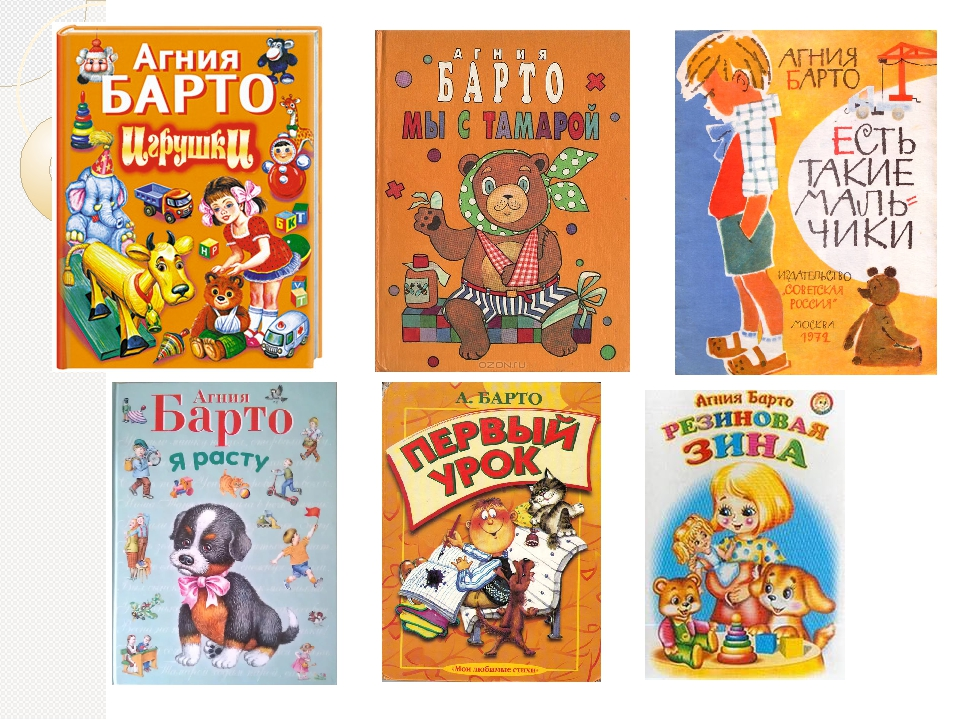 Агния
БАРТО
Игрушки
АГНИЯ
БАРТО
МЫ С ТАМАРОЙ
ozon.ru
АГНИЯ
БАРТО
ЕСТЬ
ТАКИЕ
МАЛЬ-
ЧИКИ
ИЗДАТЕЛЬСТВО
"СОВЕТСКАЯ
РОССИЯ"
МОСКВА
1972
Агния
Барто
Я расту
А. БАРТО
ПЕРВЫЙ
УРОК
«Мои любимые стихи»
Агния Барто
РЕЗИНОВАЯ
ЗИНА